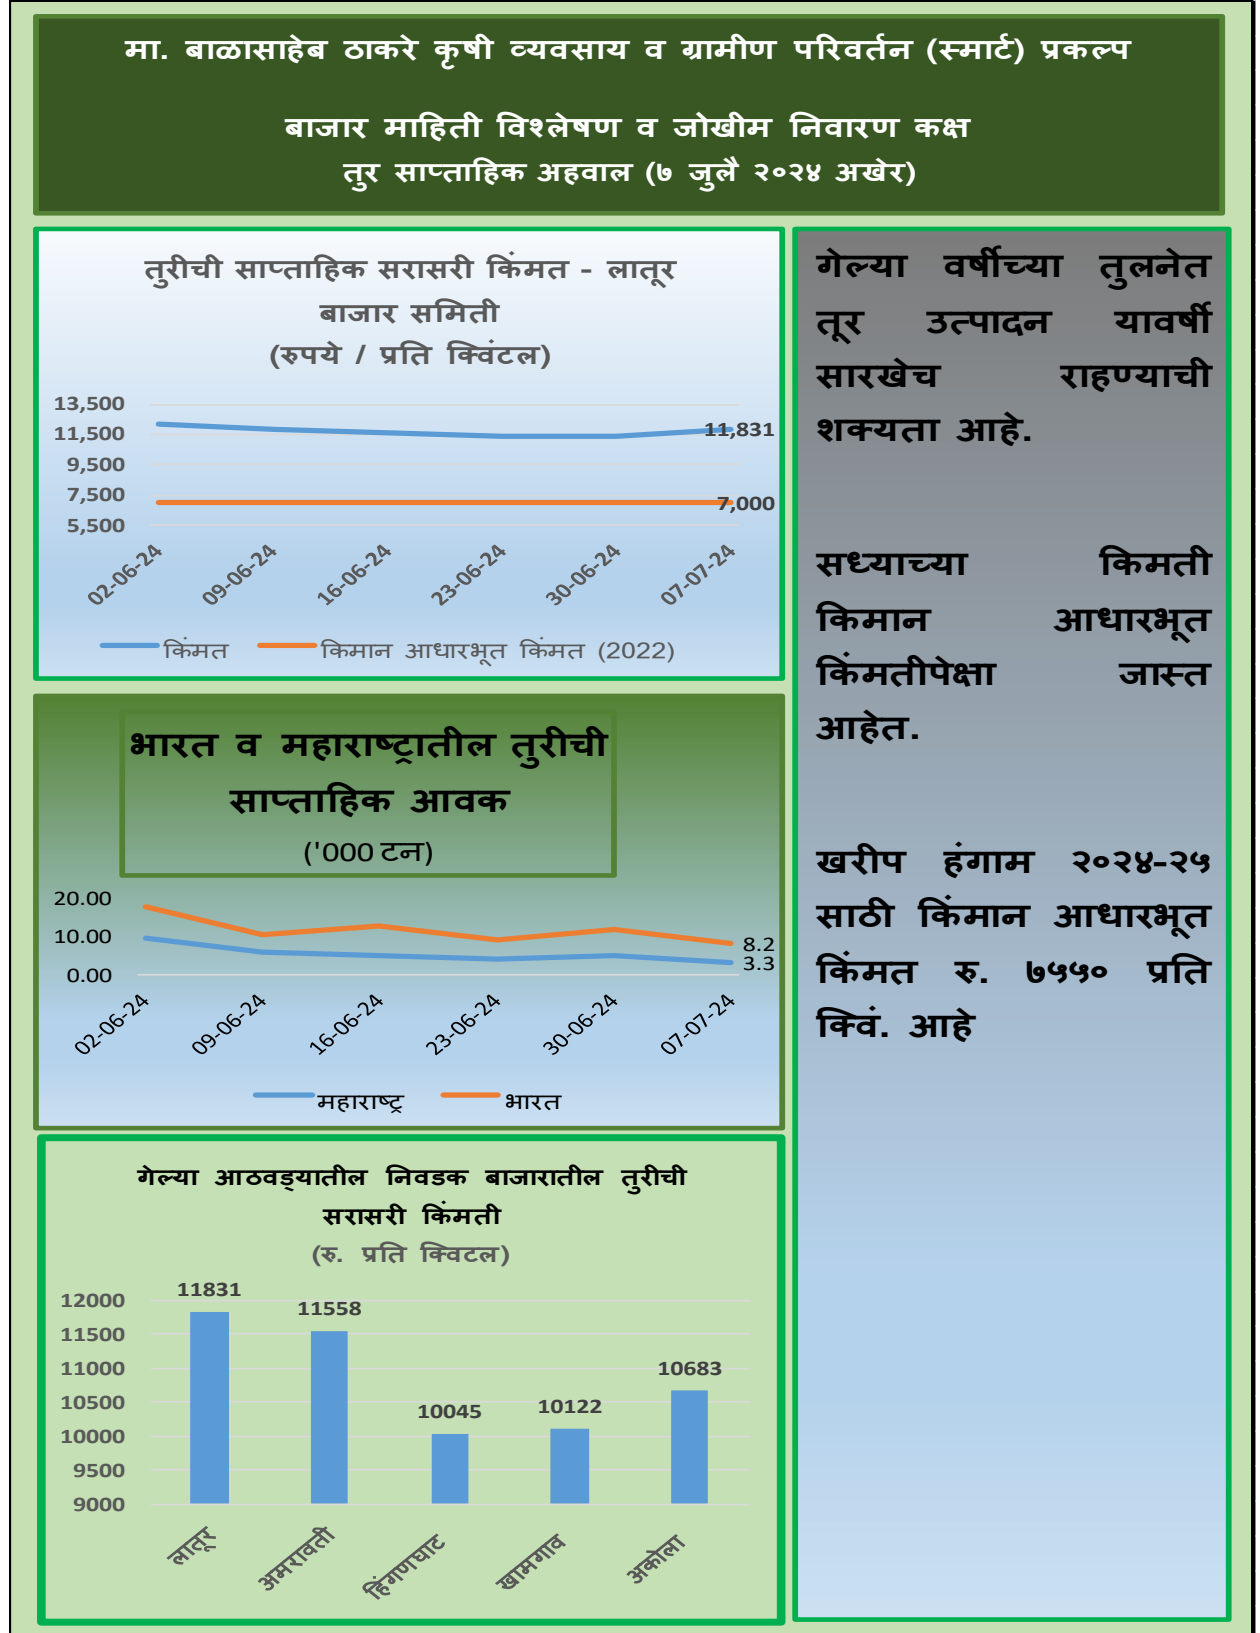 मा. बाळासाहेब ठाकरे कृषी व्यवसाय व ग्रामीण परिवर्तन (स्मार्ट) प्रकल्प
बाजार माहिती विश्लेषण व जोखीम निवारण कक्ष
तुर साप्ताहिक अहवाल (७ जुलै २०२४ अखेर)
तुरीची साप्ताहिक सरासरी किंमत - लातूर
बाजार समिती
(रुपये / प्रति क्विंटल)
13,500
11,500
9,500
7,500
5,500
11,831
7,000
02-06-24
09-06-24
16-06-24
23-06-24
30-06-24
07-07-24
किंमत
किमान आधारभूत किंमत (2022)
भारत व महाराष्ट्रातील तुरीची
साप्ताहिक आवक
('000 टन)
20.00
10.00
0.00
8.2
3.3
02-06-24
09-06-24
16-06-24
23-06-24
30-06-24
07-07-24
महाराष्ट्र
भारत
गेल्या आठवड्यातील निवडक बाजारातील तुरीची
सरासरी किंमती
(रु. प्रति क्विटल)
12000
11500
11000
10500
10000
9500
9000
11831
11558
10045
10122
10683
लातूर
अमरावती
हिंगणघाट
खामगाव
अकोला
गेल्या वर्षीच्या तुलनेत
तूर उत्पादन यावर्षी
सारखेच राहण्याची
शक्यता आहे.
सध्याच्या किमती
किमान आधारभूत
किंमतीपेक्षा जास्त
आहेत.
खरीप हंगाम २०२४-२५
साठी किंमान आधारभूत
किंमत रु. ७५५० प्रति
क्विं. आहे